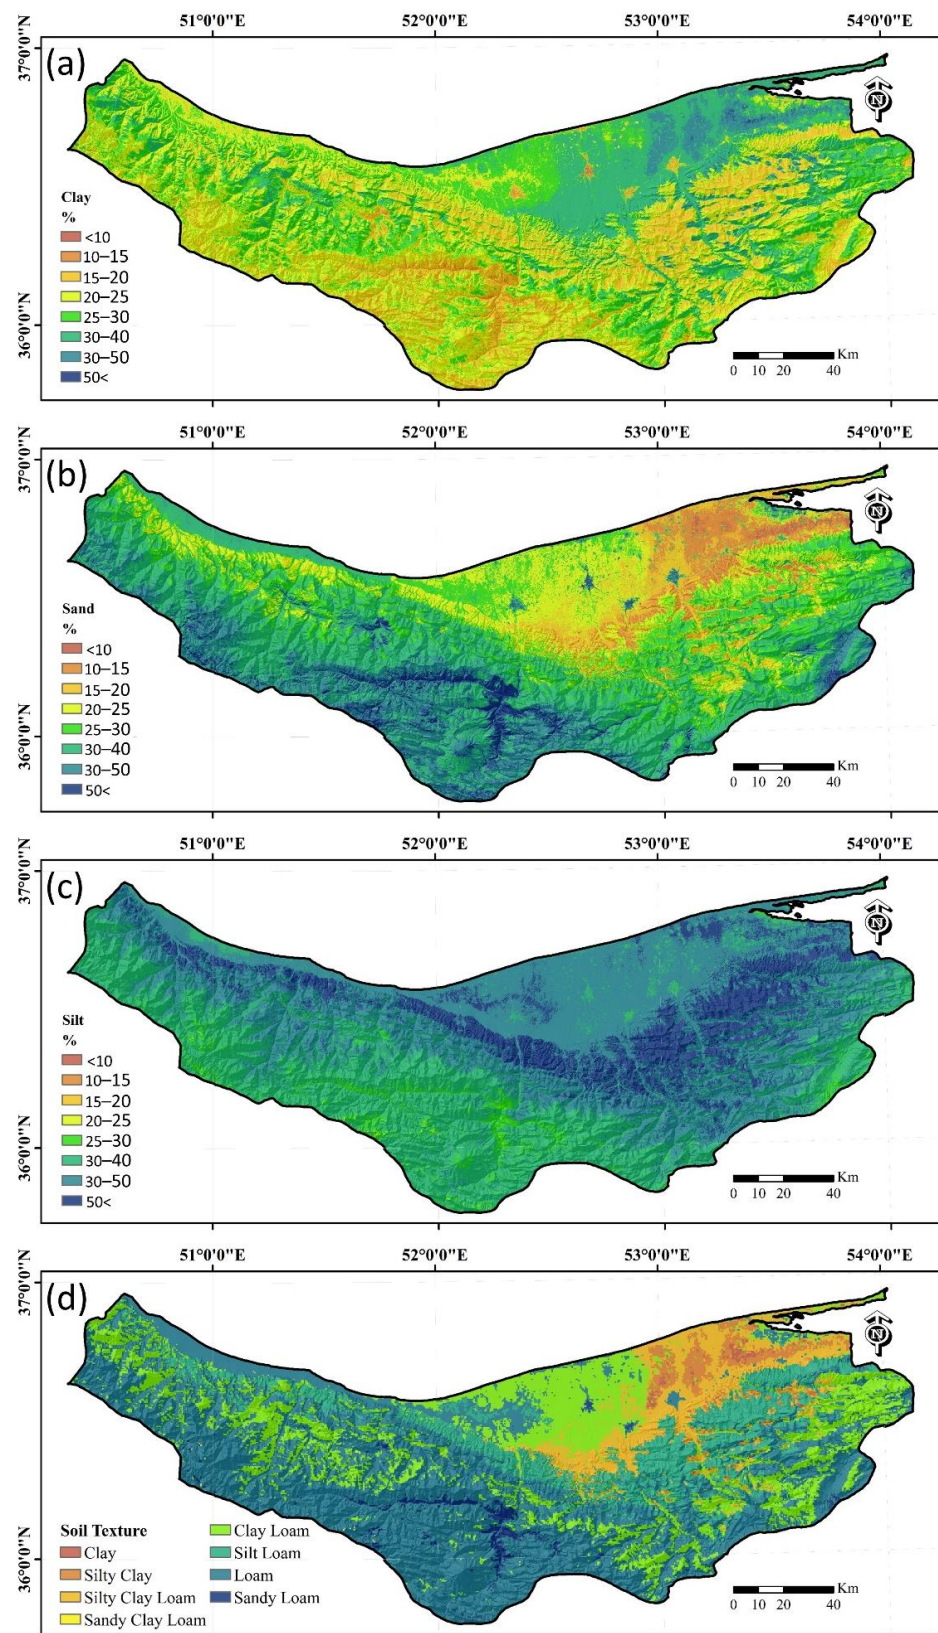 51°0'0"E 52°0'0"E 53°0'0"E 54°0'0"E
37°0'0"N
(a)
N
Clay
%
<10
10–15
15–20
20–25
25–30
30–40
30–50
50<
36°0'0"N
Km
0 10 20 40
51°0'0"E 52°0'0"E 53°0'0"E 54°0'0"E
37°0'0"N
(b)
N
Sand
%
<10
10–15
15–20
20–25
25–30
30–40
30–50
50<
36°0'0"N
Km
0 10 20 40
51°0'0"E 52°0'0"E 53°0'0"E 54°0'0"E
37°0'0"N
(c)
N
Silt
%
<10
10–15
15–20
20–25
25–30
30–40
30–50
50<
36°0'0"N
Km
0 10 20 40
51°0'0"E 52°0'0"E 53°0'0"E 54°0'0"E
37°0'0"N
(d)
N
Soil Texture
Clay
Silty Clay
Silty Clay Loam
Sandy Clay Loam
Clay Loam
Silt Loam
Loam
Sandy Loam
36°0'0"N
Km
0 10 20 40